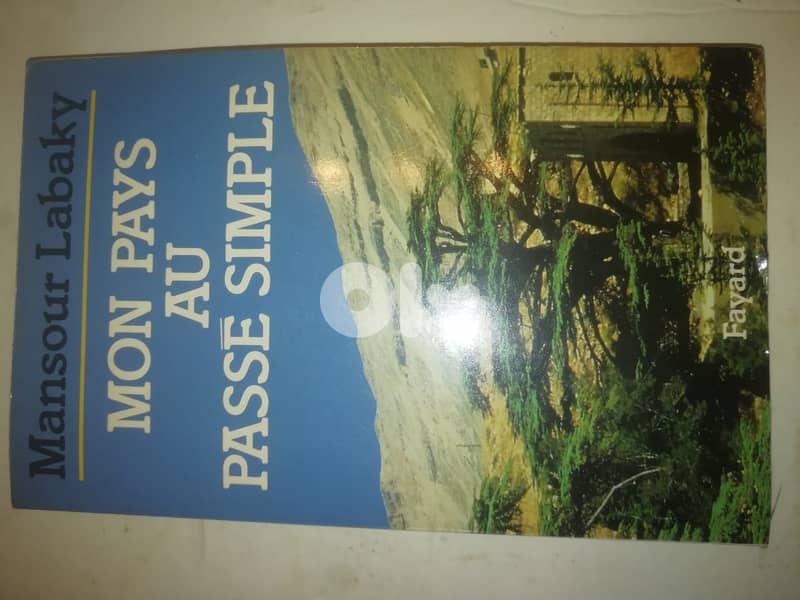 Mansour Labaky
MON PAYS
AU
PASSÉ SIMPLE
Fayard